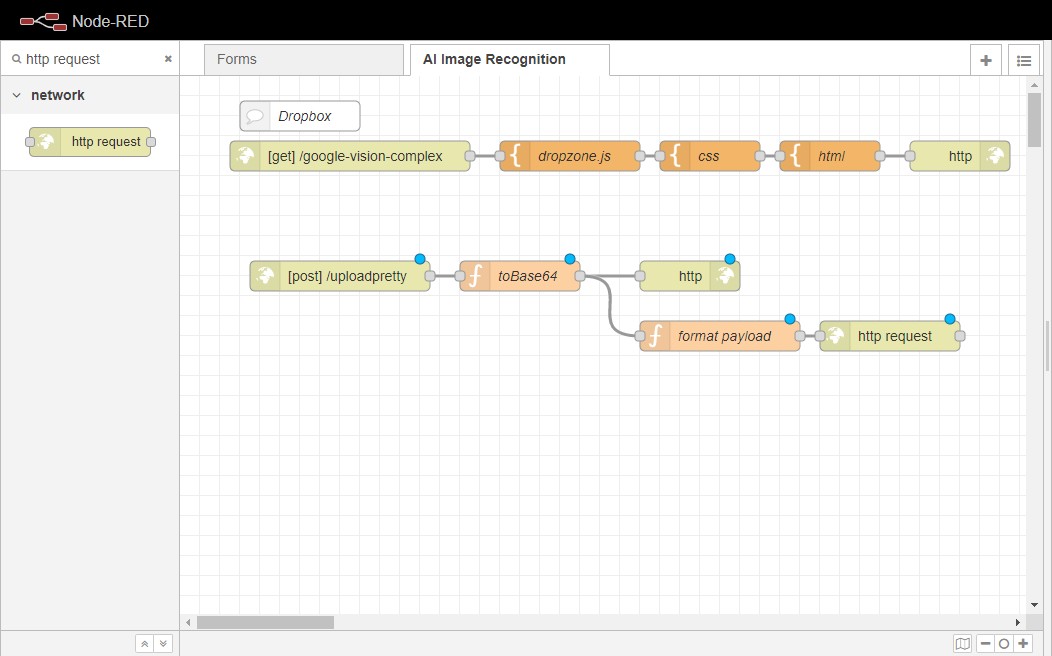 Node-RED
http request
Forms
AI Image Recognition
network
http request
Dropbox
[get] /google-vision-complex
dropzone.js
css
html
http
[post] /uploadpretty
toBase64
http
format payload
http request